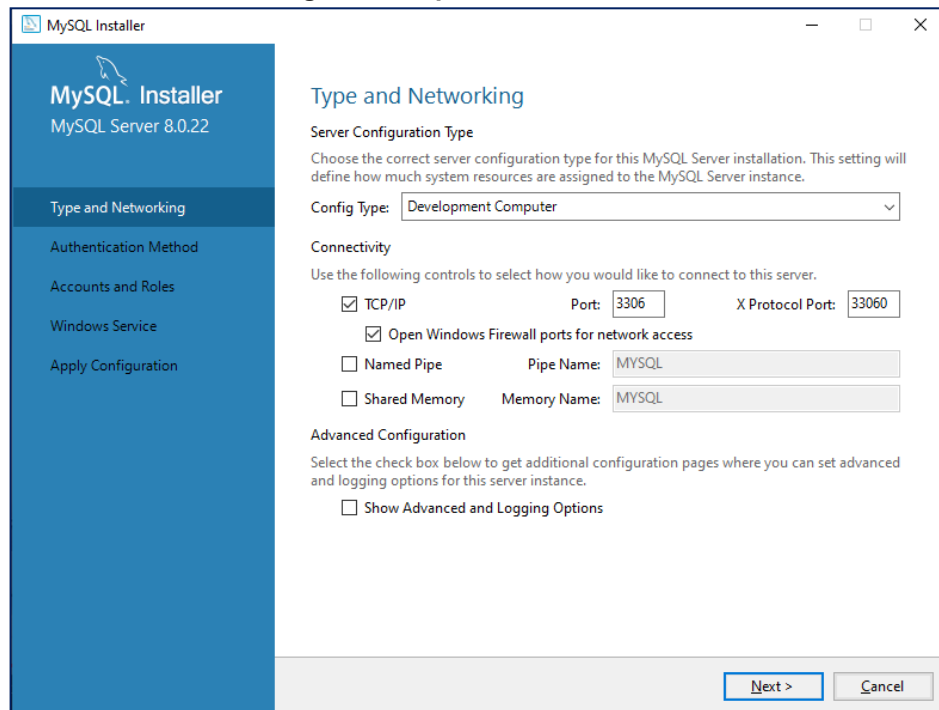 MySQL Installer
MySQL. Installer
MySQL Server 8.0.22
Type and Networking
Authentication Method
Accounts and Roles
Windows Service
Apply Configuration
Type and Networking
Server Configuration Type
Choose the correct server configuration type for this MySQL Server installation. This setting will
define how much system resources are assigned to the MySQL Server instance.
Config Type: Development Computer
Connectivity
Use the following controls to select how you would like to connect to this server.
TCP/IP Port: 3306 X Protocol Port: 33060
Open Windows Firewall ports for network access
Named Pipe Pipe Name: MYSQL
Shared Memory Memory Name: MYSQL
Advanced Configuration
Select the check box below to get additional configuration pages where you can set advanced
and logging options for this server instance.
Show Advanced and Logging Options
Next > Cancel